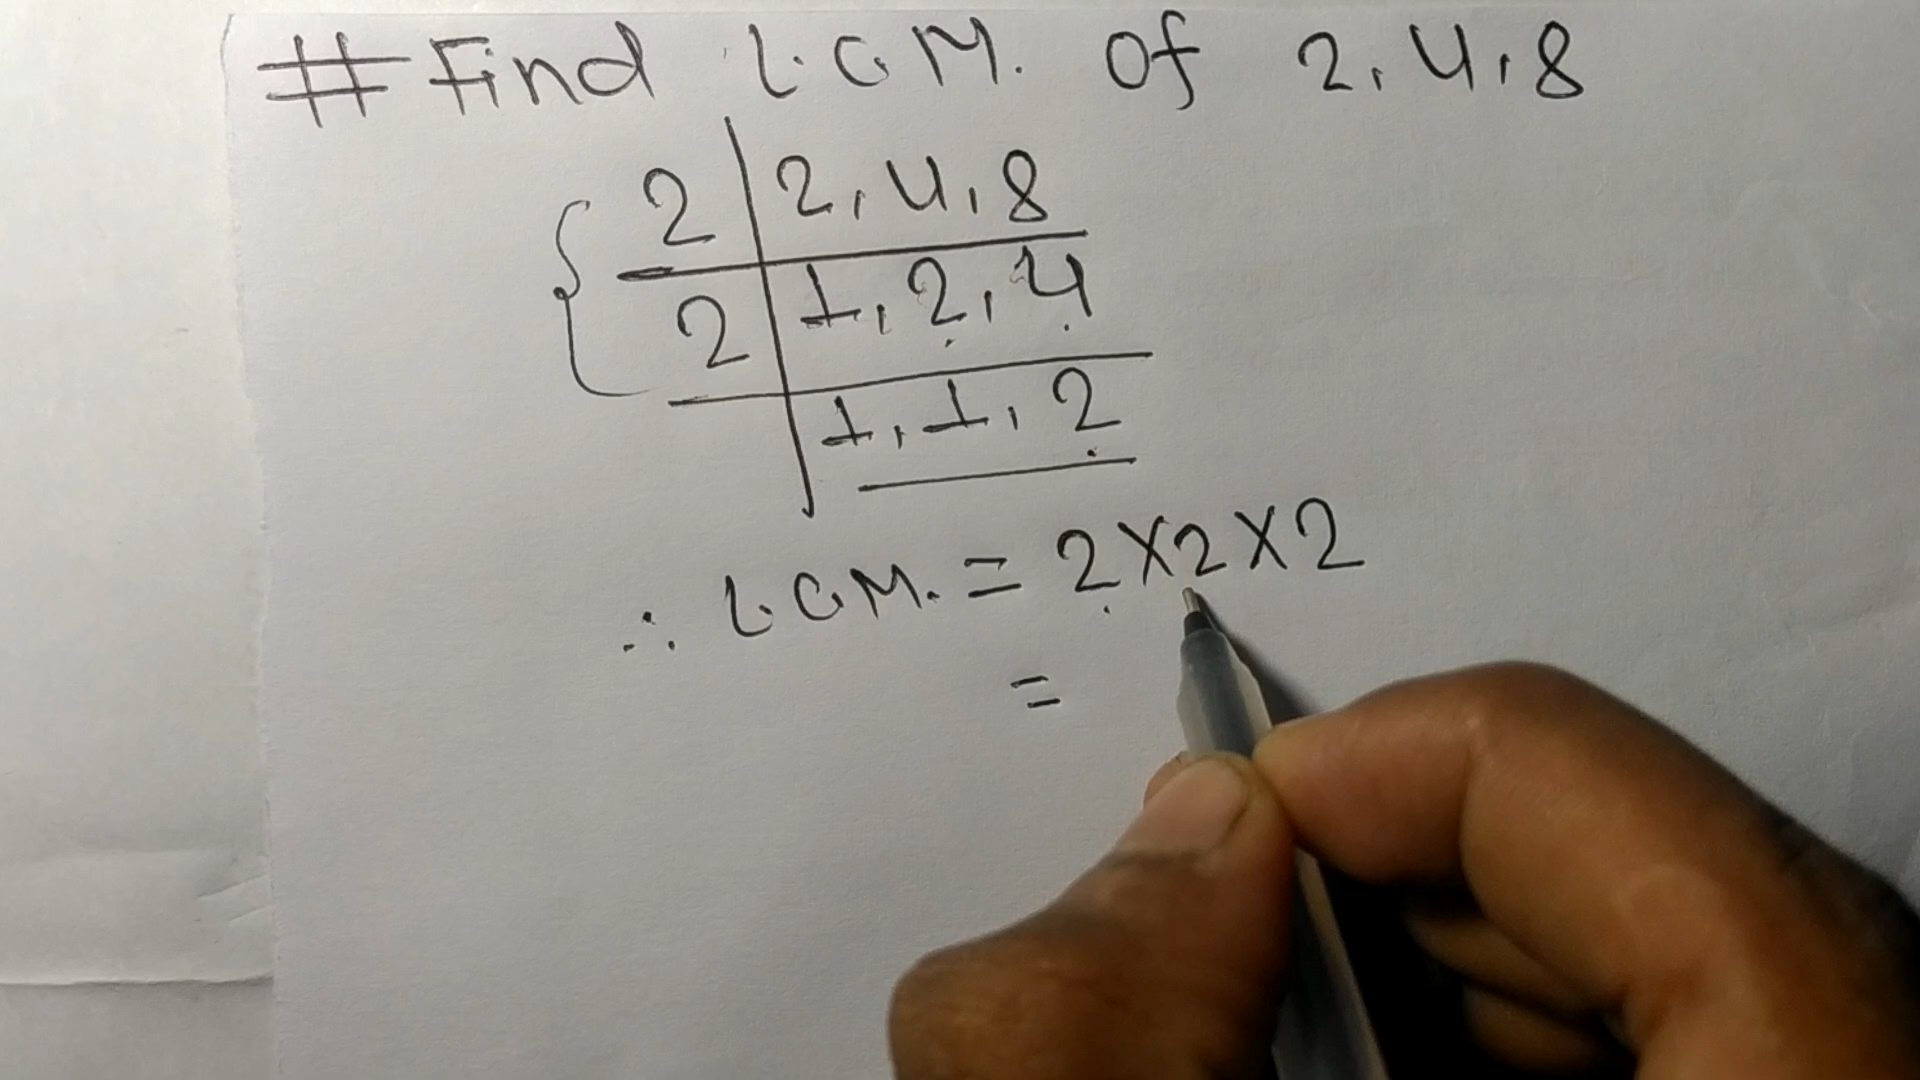 # Find L.C.M. Of 2, 4, 8
2 | 2, 4, 8
2 | 1, 2, 4
1, 1, 2
∴ L.C.M. = 2×2×2
=